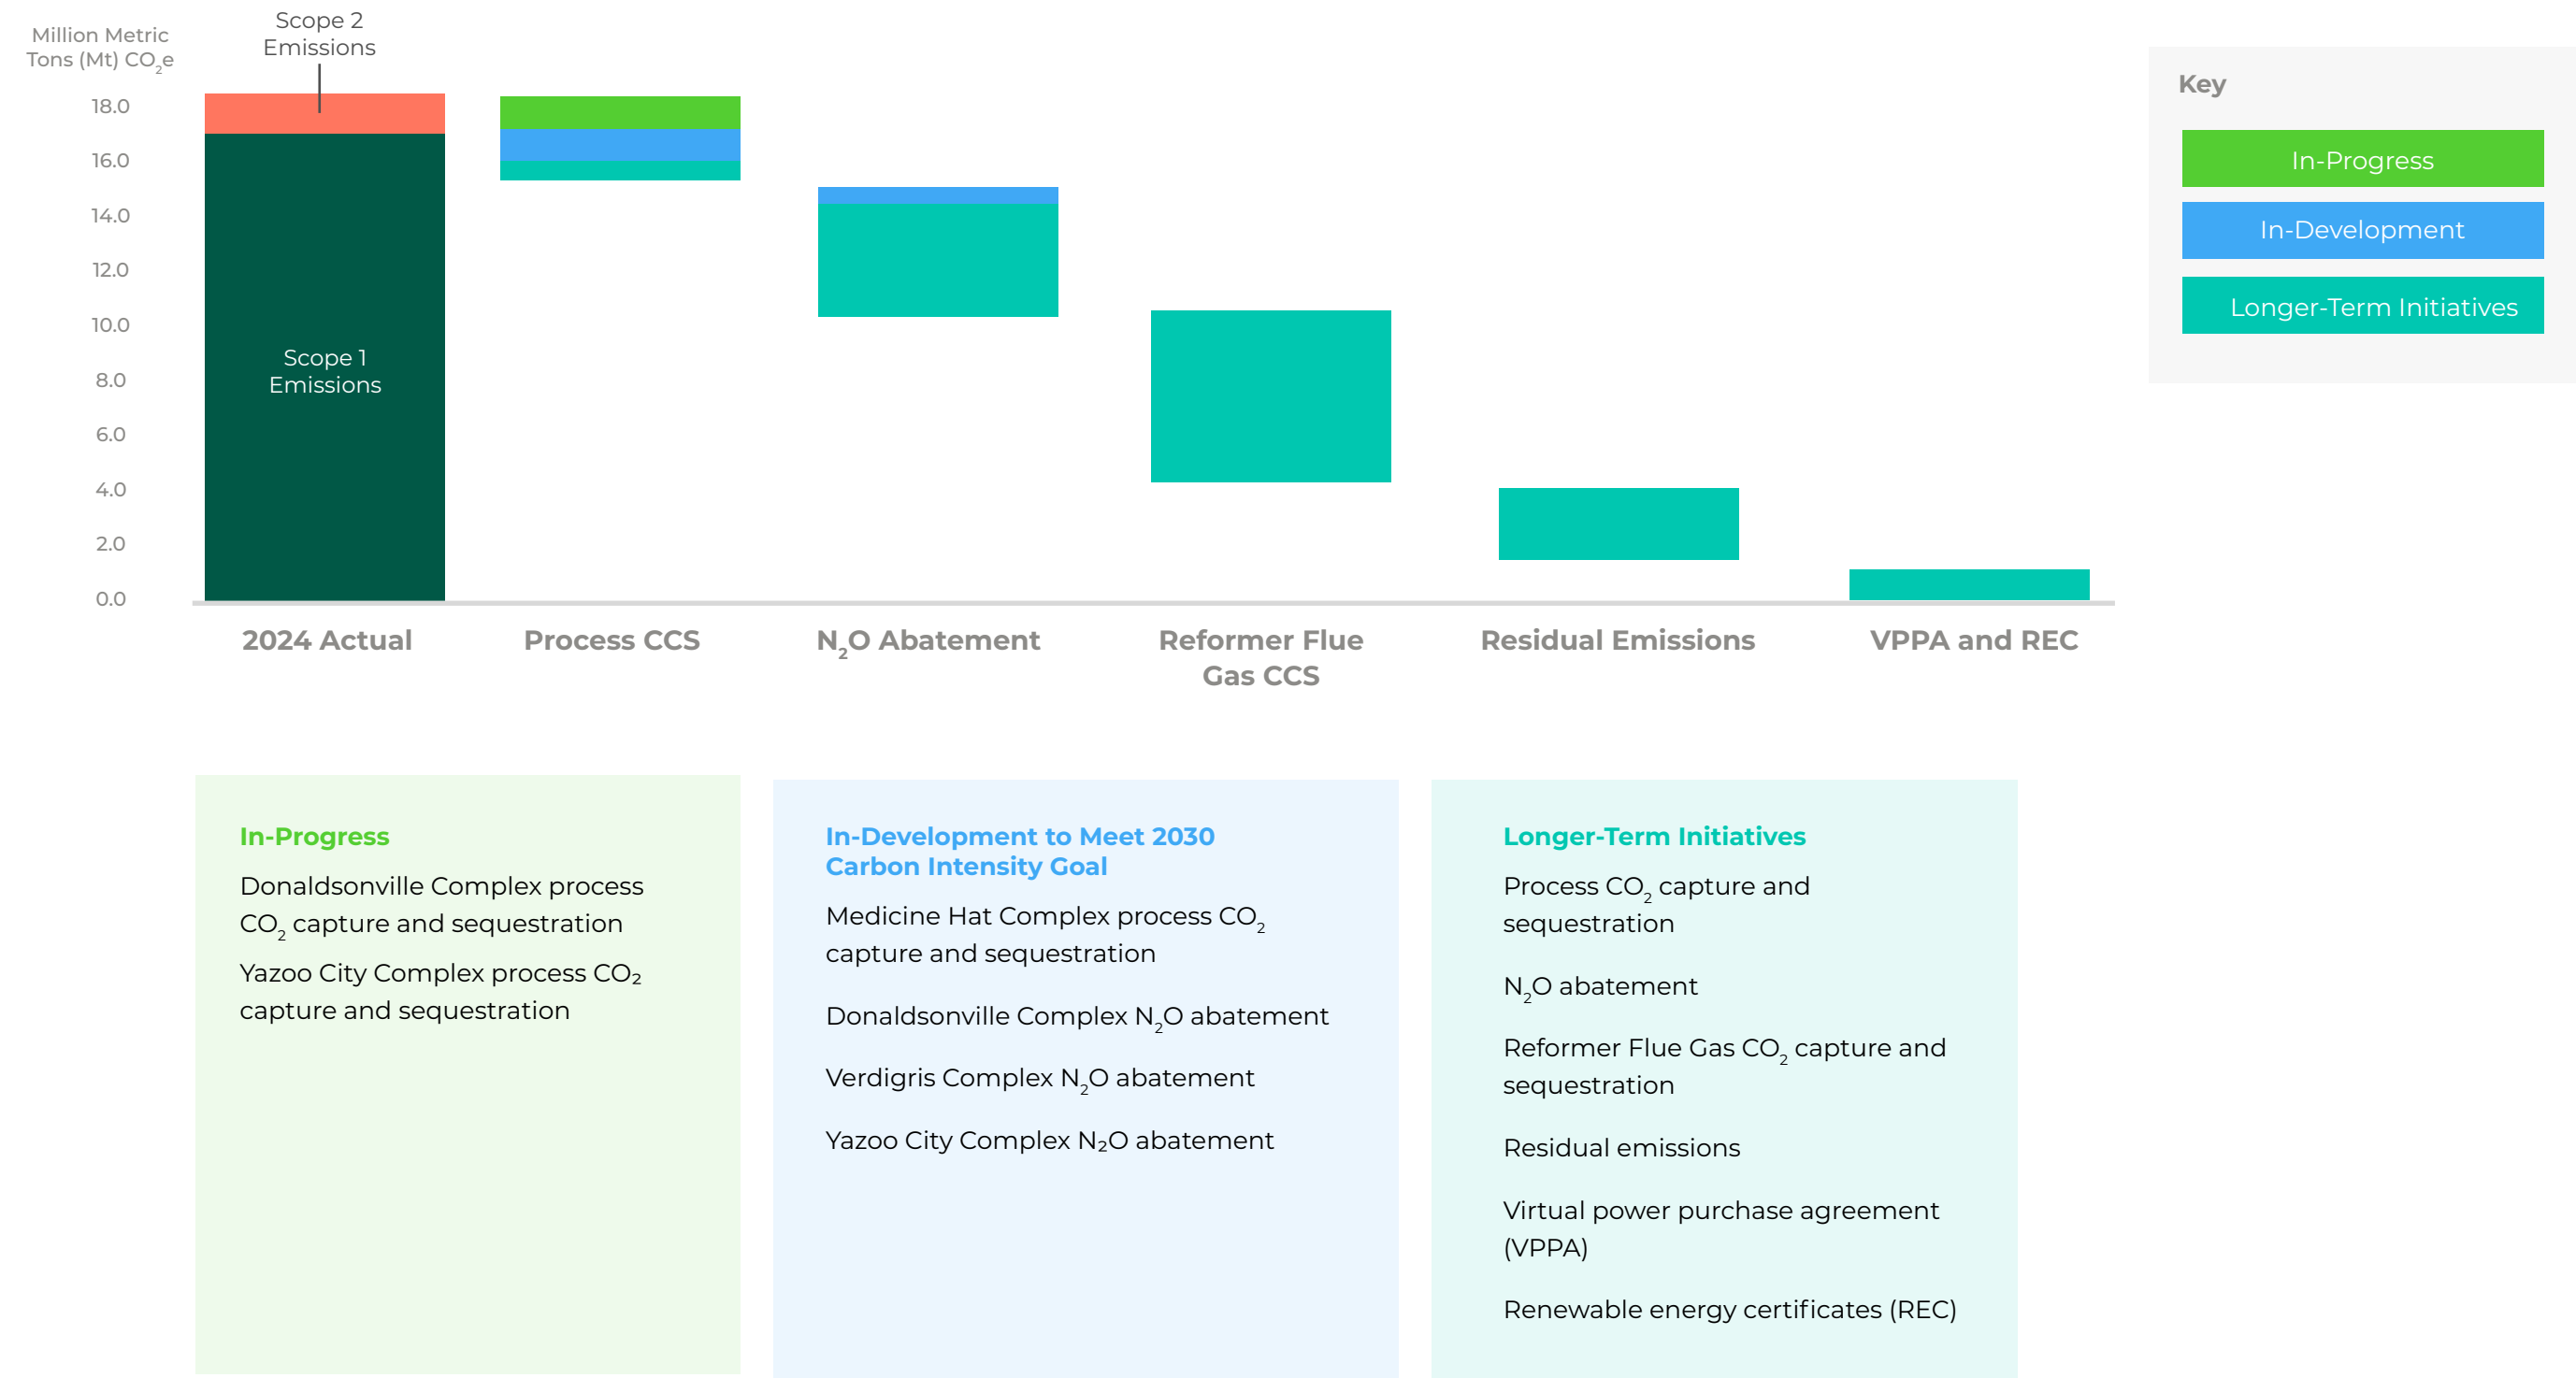 Million Metric
Tons (Mt) CO₂e
Scope 2
Emissions
18.0
16.0
14.0
12.0
10.0
8.0
6.0
4.0
2.0
0.0
Scope 1
Emissions
2024 Actual
Process CCS
N₂O Abatement
Reformer Flue
Gas CCS
Residual Emissions
VPPA and REC
Key
In-Progress
In-Development
Longer-Term Initiatives
In-Progress
Donaldsonville Complex process
CO₂ capture and sequestration
Yazoo City Complex process CO₂
capture and sequestration
In-Development to Meet 2030
Carbon Intensity Goal
Medicine Hat Complex process CO₂
capture and sequestration
Donaldsonville Complex N₂O abatement
Verdigris Complex N₂O abatement
Yazoo City Complex N₂O abatement
Longer-Term Initiatives
Process CO₂ capture and
sequestration
N₂O abatement
Reformer Flue Gas CO₂ capture and
sequestration
Residual emissions
Virtual power purchase agreement
(VPPA)
Renewable energy certificates (REC)